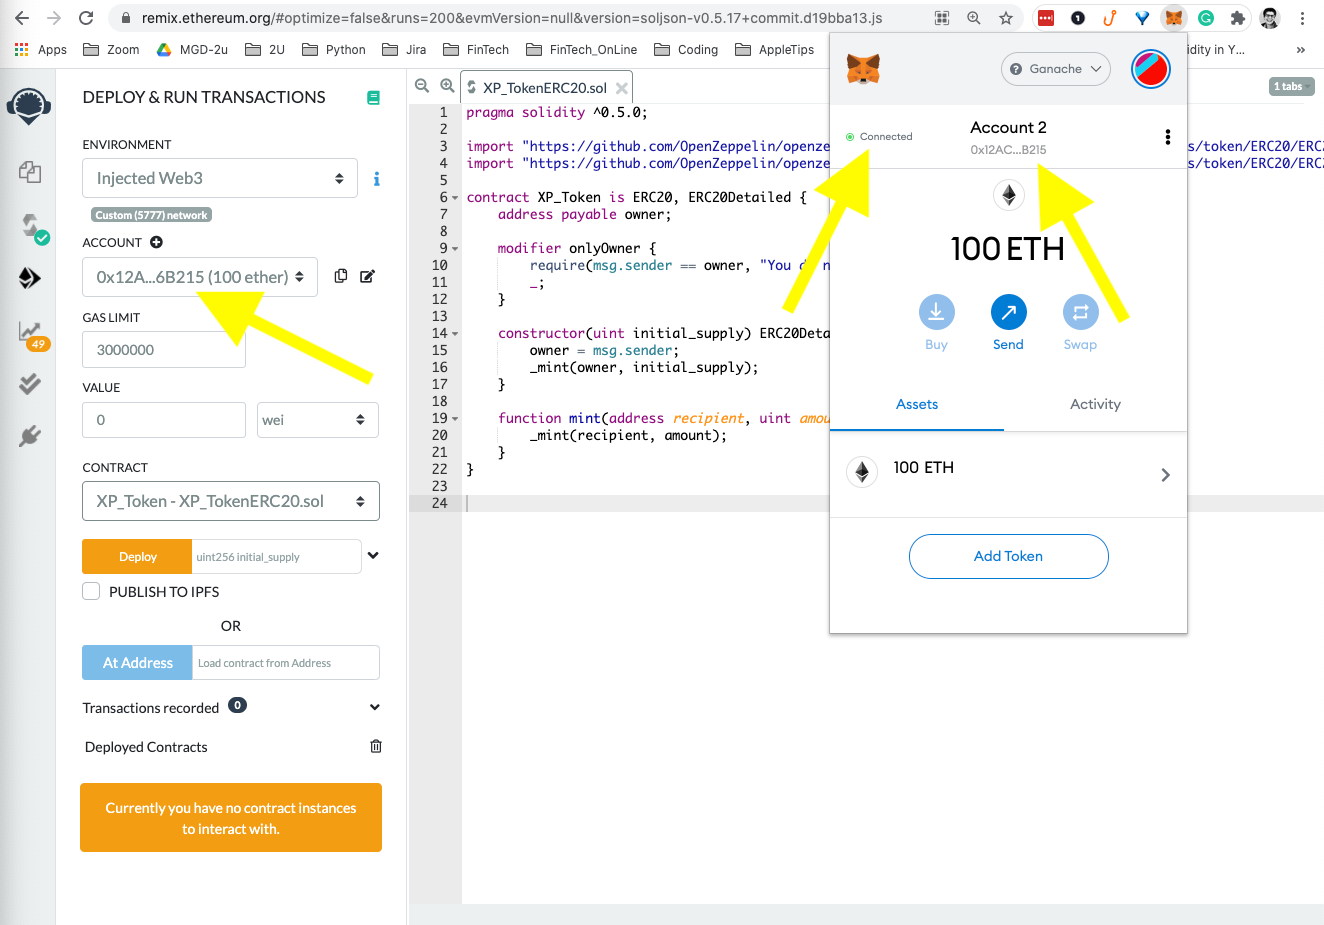 remix.ethereum.org/#optimize=false&runs=200&evmVersion=null&version=soljson-v0.5.17+commit.d19bba13.js
Apps
Zoom
MGD-2u
2U
Python
Jira
FinTech
FinTech_OnLine
Coding
AppleTips
idity in Y...
»
DEPLOY & RUN TRANSACTIONS
ENVIRONMENT
Injected Web3
i
Custom (5777) network
ACCOUNT
0x12A...6B215 (100 ether)
GAS LIMIT
3000000
49
VALUE
0
wei
CONTRACT
XP_Token - XP_TokenERC20.sol
Deploy
uint256 initial_supply
PUBLISH TO IPFS
OR
At Address
Load contract from Address
Transactions recorded 0
Deployed Contracts
Currently you have no contract instances
to interact with.
XP_TokenERC20.sol
1 tabs
1 pragma solidity ^0.5.0;
2
3 import "https://github.com/OpenZeppelin/openze s/token/ERC20/ERC
4 import "https://github.com/OpenZeppelin/openze s/token/ERC20/ERC
5
6 contract XP_Token is ERC20, ERC20Detailed {
7 address payable owner;
8
9 modifier onlyOwner {
10 require(msg.sender == owner, "You d n
11 _;
12 }
13
14 constructor(uint initial_supply) ERC20Deta
15 owner = msg.sender;
16 _mint(owner, initial_supply);
17 }
18
19 function mint(address recipient, uint amou
20 _mint(recipient, amount);
21 }
22 }
23
24
Ganache
Connected
Account 2
0x12AC...B215
100 ETH
Buy
Send
Swap
Assets
Activity
100 ETH
Add Token